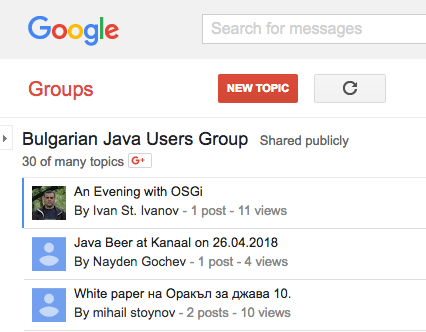 Google
Search for messages
Groups
NEW TOPIC
Bulgarian Java Users Group Shared publicly
30 of many topics G+
An Evening with OSGi
By Ivan St. Ivanov - 1 post - 11 views
Java Beer at Kanaal on 26.04.2018
By Nayden Gochev - 1 post - 4 views
White paper на Оракъл за джава 10.
By mihail stoynov - 2 posts - 10 views